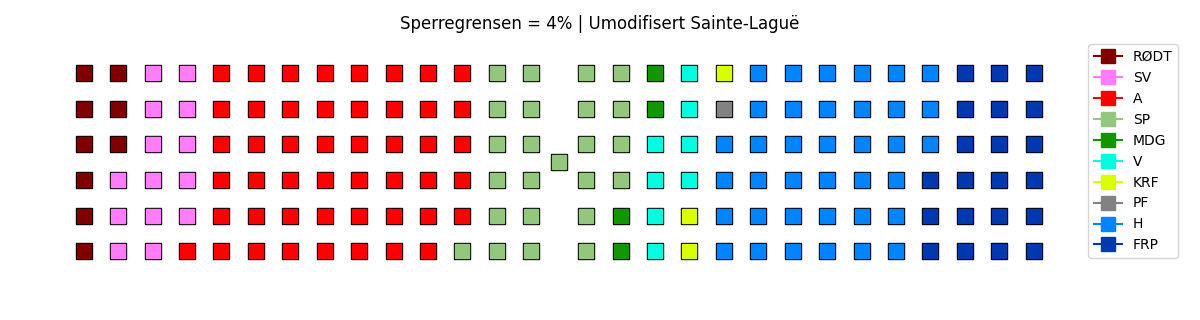 Sperregrensen = 4% | Umodifisert Sainte-Laguë
RØDT
SV
A
SP
MDG
V
KRF
PF
H
FRP